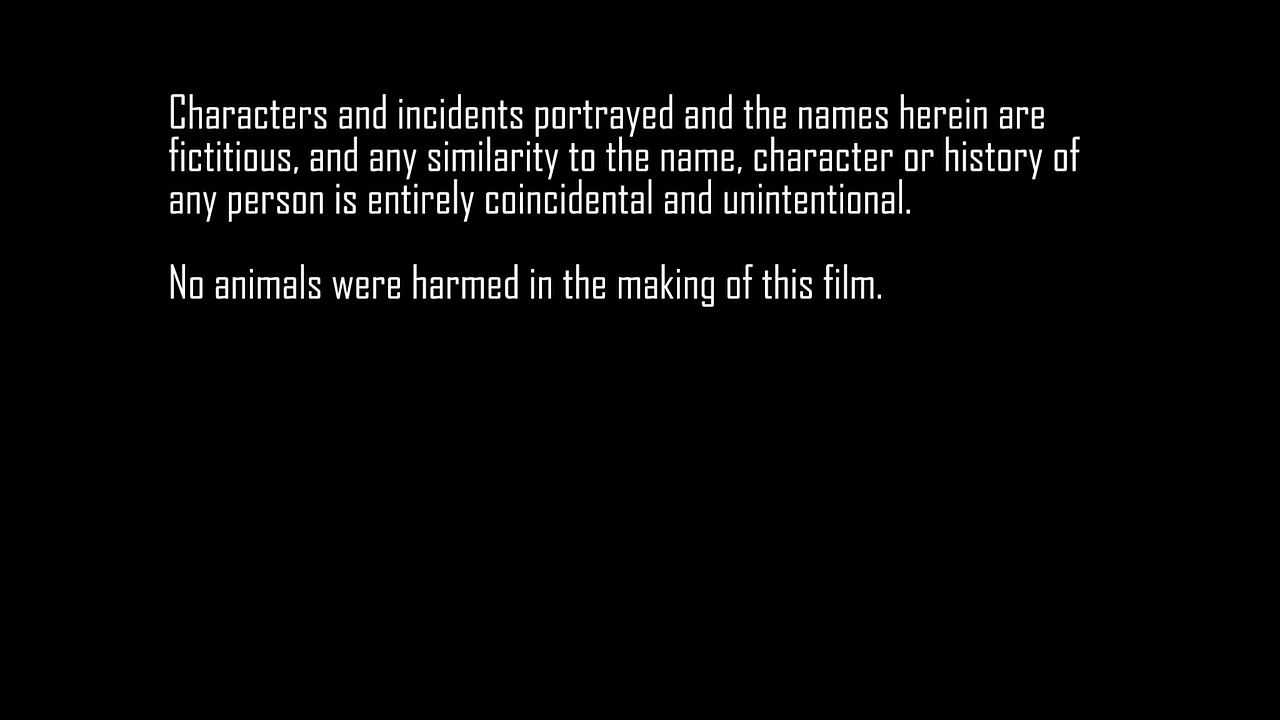 Characters and incidents portrayed and the names herein are
fictitious, and any similarity to the name, character or history of
any person is entirely coincidental and unintentional.
No animals were harmed in the making of this film.